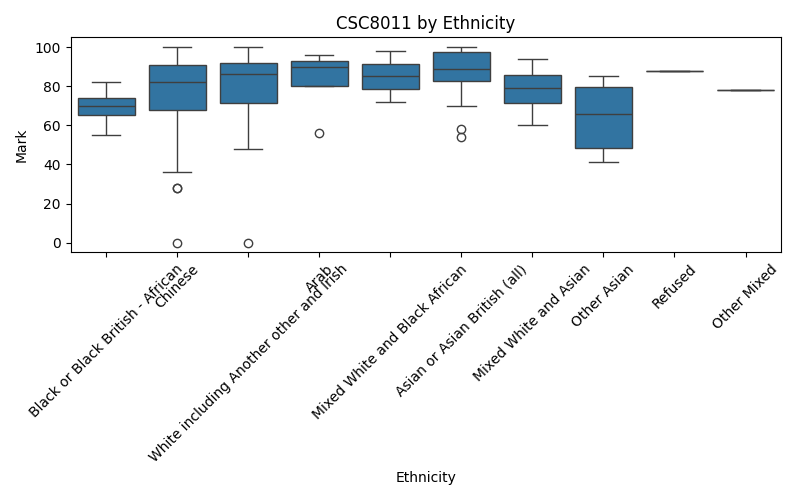 CSC8011 by Ethnicity
100
80
60
40
20
0
Mark
Black or Black British - African
Chinese
White including Another other and Irish
Arab
Mixed White and Black African
Asian or Asian British (all)
Mixed White and Asian
Other Asian
Refused
Other Mixed
Ethnicity